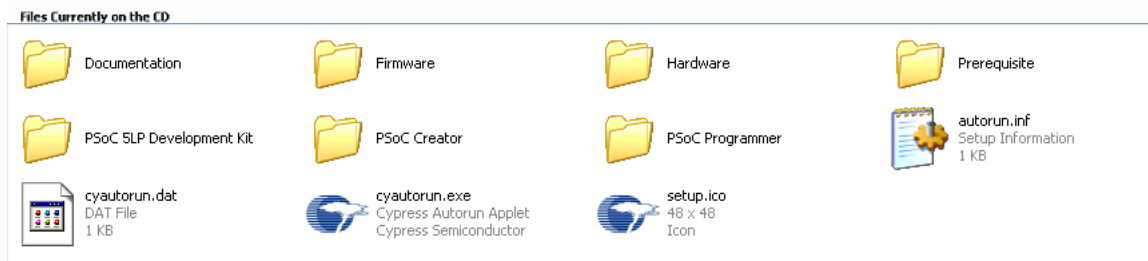 Files Currently on the CD
Documentation
Firmware
Hardware
Prerequisite
PSoC 5LP Development Kit
PSoC Creator
PSoC Programmer
autorun.inf
Setup Information
1 KB
cyautorun.dat
DAT File
1 KB
cyautorun.exe
Cypress Autorun Applet
Cypress Semiconductor
setup.ico
48 x 48
Icon